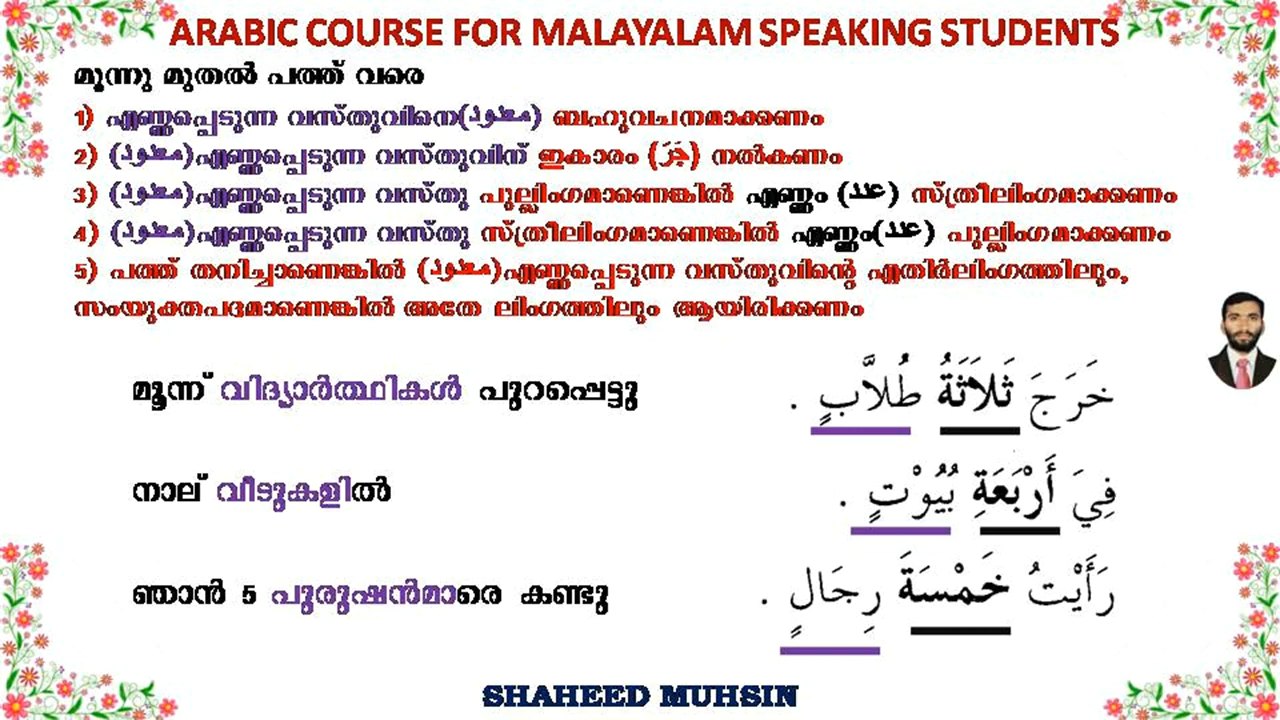 ARABIC COURSE FOR MALAYALAM SPEAKING STUDENTS
മൂന്നു മുതൽ പത്ത് വരെ
1) എണ്ണപ്പെടുന്ന വസ്തുവിനെ(معدود) ബഹുവചനമാക്കണം
2) (معدود)എണ്ണപ്പെടുന്ന വസ്തുവിന് ഇകാരം (جَرّ) നൽകണം
3) (معدود)എണ്ണപ്പെടുന്ന വസ്തു പുല്ലിംഗമാണെങ്കിൽ എണ്ണം (عدد) സ്ത്രീലിംഗമാക്കണം
4) (معدود)എണ്ണപ്പെടുന്ന വസ്തു സ്ത്രീലിംഗമാണെങ്കിൽ എണ്ണം(عدد) പുല്ലിംഗമാക്കണം
5) പത്ത് തനിച്ചാണെങ്കിൽ (معدود)എണ്ണപ്പെടുന്ന വസ്തുവിന്റെ എതിർലിംഗത്തിലും,
സംയുക്തപദമാണെങ്കിൽ അതേ ലിംഗത്തിലും ആയിരിക്കണം
മൂന്ന് വിദ്യാർത്ഥികൾ പുറപ്പെട്ടു
خَرَجَ ثَلَاثَةُ طُلاَّبٍ .
നാല് വീടുകളിൽ
فِيَ أَرْبَعَةِ بُيُوْتٍ .
ഞാൻ 5 പുരുഷൻമാരെ കണ്ടു
رَأَيْتُ خَمْسَةَ رِجَالٍ .
SHAHEED MUHSIN